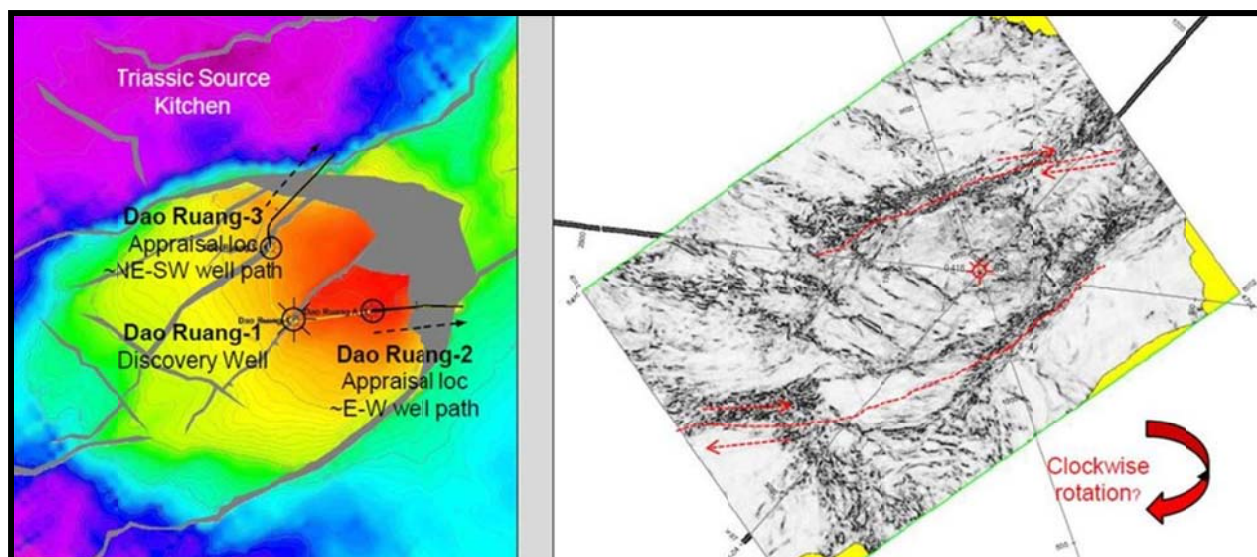 Triassic Source
Kitchen
Dao Ruang-3
Appraisal loc
~NE-SW well path
Dao Ruang-1
Discovery Well
Dao Ruang-2
Appraisal loc
~E-W well path
Clockwise
rotation?